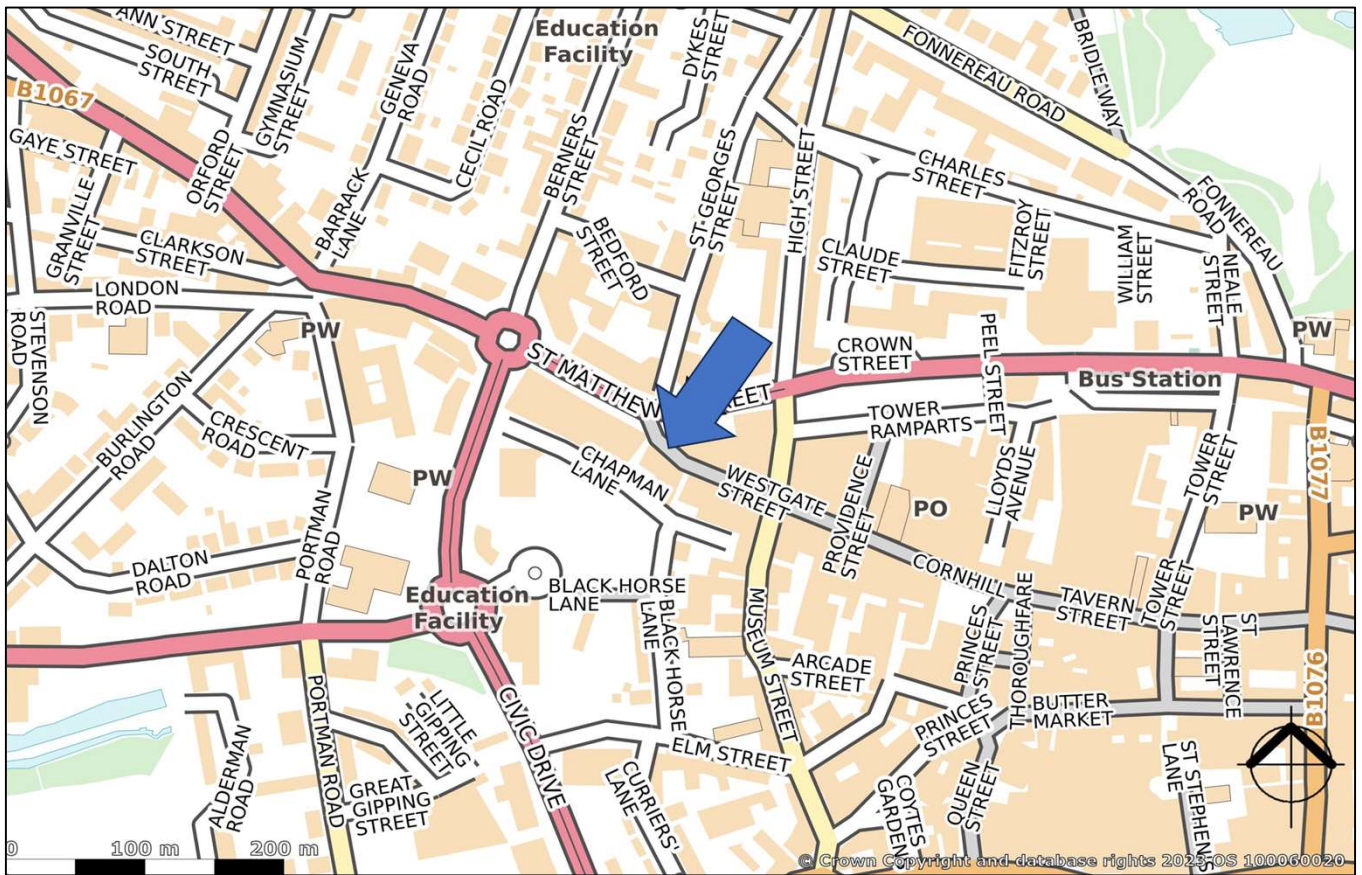 ANN STREET
SOUTH
STREET
GYMNASIUM
STREET
GENEVA
ROAD
Education
Facility
DYKES
STREET
FONNEREAU ROAD
BRIDLEWAY
B1067
GAYE STREET
ORFORD
STREET
CECIL ROAD
BERNERS
STREET
ST GEORGES
STREET
HIGH STREET
CHARLES
STREET
FONNEREAU
ROAD
GRANVILLE
STREET
CLARKSON
STREET
BARRACK
LANE
BEDFORD
STREET
CLAUDE
STREET
FITZROY
STREET
WILLIAM
STREET
NEALE
STREET
LONDON
ROAD
STEVENSON
ROAD
PW
ST MATTHEW
STREET
CROWN
STREET
PEEL STREET
Bus Station
PW
BURLINGTON
ROAD
CRESCENT
ROAD
TOWER
RAMPARTS
CHAPMAN
LANE
WESTGATE
STREET
PROVIDENCE
STREET
LLOYDS
AVENUE
TOWER
STREET
B1077
PW
PO
PW
DALTON
ROAD
PORTMAN
ROAD
Education
Facility
BLACK HORSE
LANE
BLACK HORSE
LANE
MUSEUM STREET
CORNHILL
TAVERN
STREET
TOWER
STREET
ST
LAWRENCE
STREET
PRINCES
STREET
THOROUGHFARE
ARCADE
STREET
B1076
PORTMAN ROAD
LITTLE
GIPPING
STREET
CIVIC DRIVE
PRINCES
STREET
BUTTER
MARKET
ALDERMAN
ROAD
GREAT
GIPPING
STREET
ELM STREET
CURRIERS'
LANE
COYTES
GARDENS
QUEEN
STREET
ST STEPHENS
LANE
0 100 m 200 m
© Crown Copyright and database rights 2023 OS 100060020